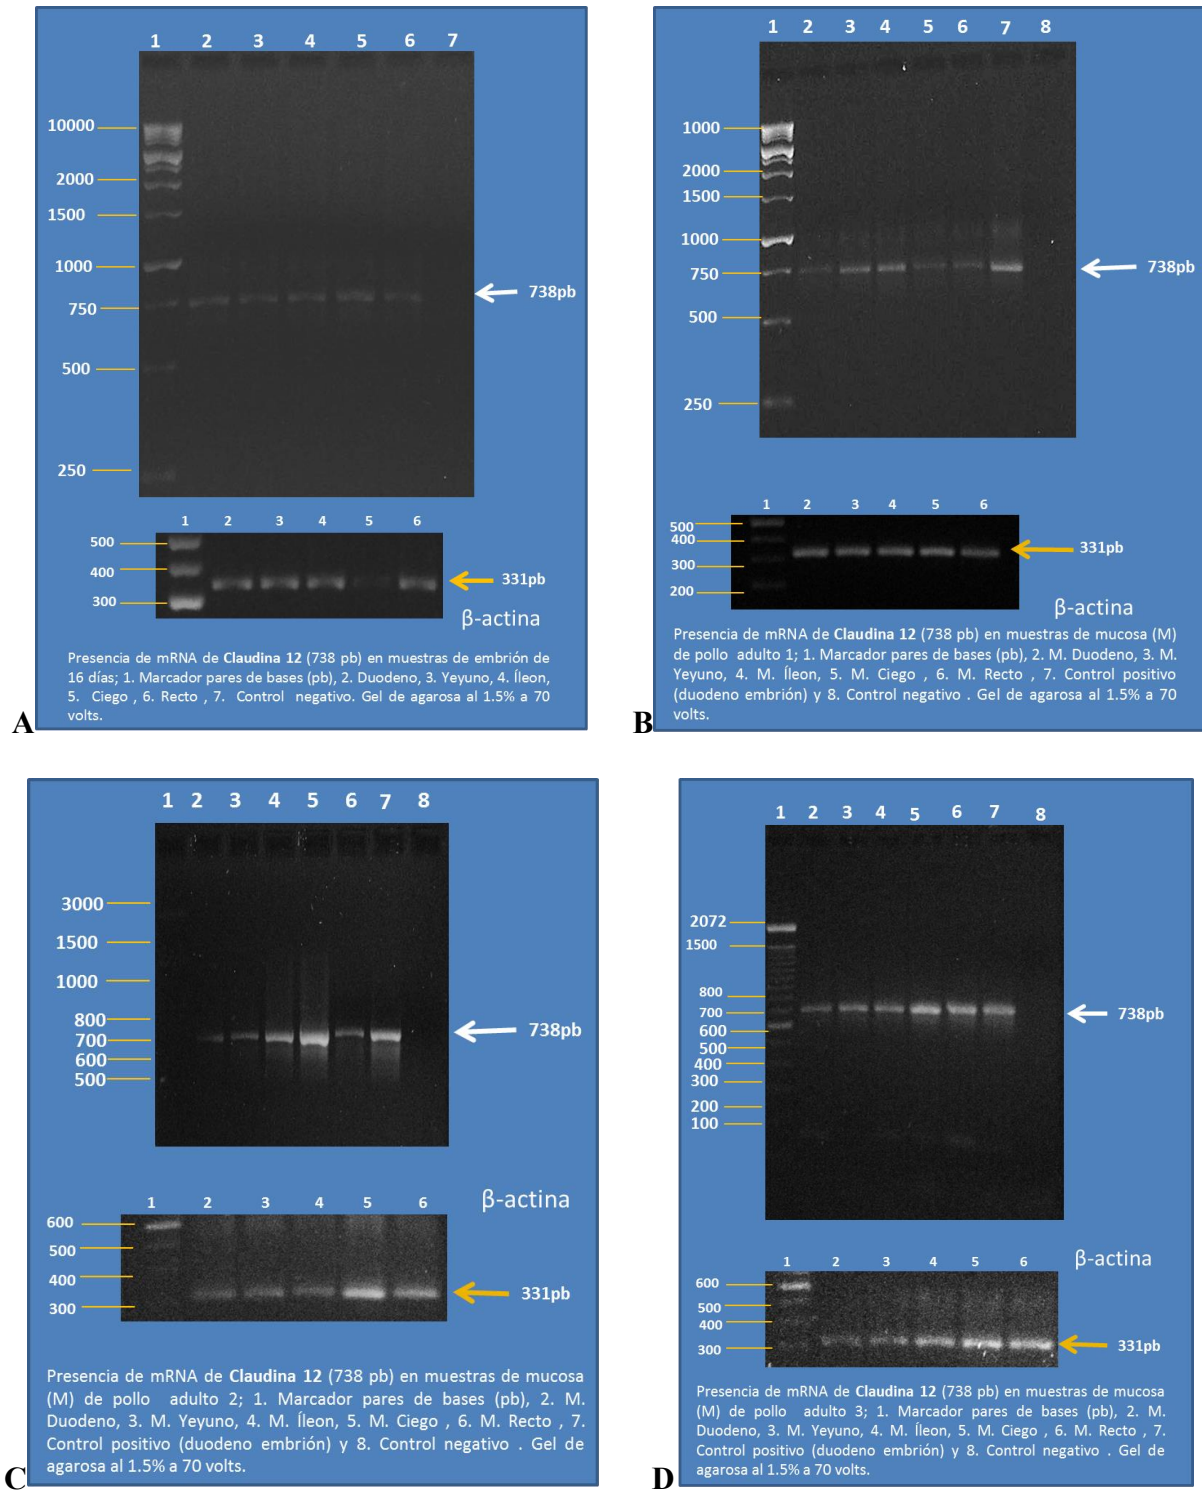 1 2 3 4 5 6 7
10000
2000
1500
1000
750
500
250
738pb
1 2 3 4 5 6
500
400
300
331pb
β-actina
Presencia de mRNA de Claudina 12 (738 pb) en muestras de embrión de
16 días; 1. Marcador pares de bases (pb), 2. Duodeno, 3. Yeyuno, 4. Íleon,
5. Ciego , 6. Recto , 7. Control negativo. Gel de agarosa al 1.5% a 70
volts.
A
1 2 3 4 5 6 7 8
1000
2000
1500
1000
750
500
250
738pb
1 2 3 4 5 6
500
400
300
200
331pb
β-actina
Presencia de mRNA de Claudina 12 (738 pb) en muestras de mucosa (M)
de pollo adulto 1; 1. Marcador pares de bases (pb), 2. M. Duodeno, 3. M.
Yeyuno, 4. M. Íleon, 5. M. Ciego , 6. M. Recto , 7. Control positivo
(duodeno embrión) y 8. Control negativo . Gel de agarosa al 1.5% a 70
volts.
B
1 2 3 4 5 6 7 8
3000
1500
1000
800
700
600
500
738pb
β-actina
1 2 3 4 5 6
600
500
400
300
331pb
Presencia de mRNA de Claudina 12 (738 pb) en muestras de mucosa
(M) de pollo adulto 2; 1. Marcador pares de bases (pb), 2. M.
Duodeno, 3. M. Yeyuno, 4. M. Íleon, 5. M. Ciego , 6. M. Recto , 7.
Control positivo (duodeno embrión) y 8. Control negativo . Gel de
agarosa al 1.5% a 70 volts.
C
1 2 3 4 5 6 7 8
2072
1500
800
700
600
500
400
300
200
100
738pb
β-actina
1 2 3 4 5 6
600
500
400
300
331pb
Presencia de mRNA de Claudina 12 (738 pb) en muestras de mucosa
(M) de pollo adulto 3; 1. Marcador pares de bases (pb), 2. M.
Duodeno, 3. M. Yeyuno, 4. M. Íleon, 5. M. Ciego , 6. M. Recto , 7.
Control positivo (duodeno embrión) y 8. Control negativo . Gel de
agarosa al 1.5% a 70 volts.
D